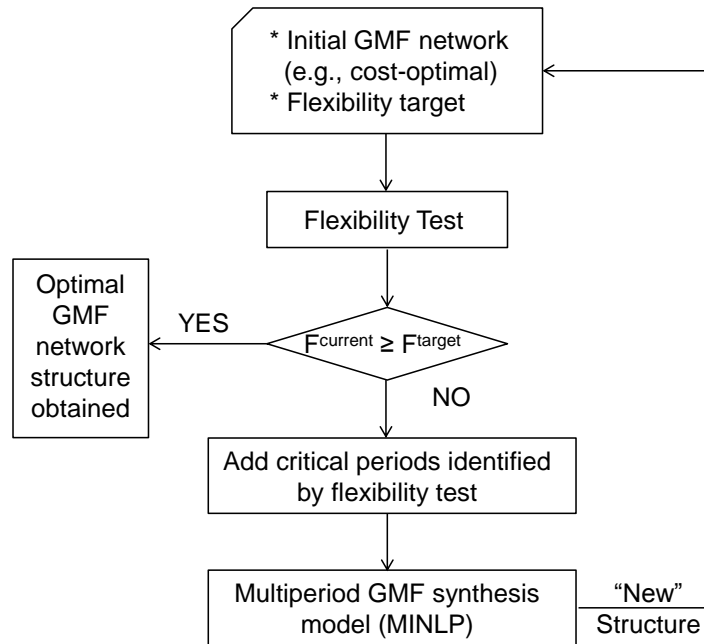 * Initial GMF network
(e.g., cost-optimal)
* Flexibility target
Flexibility Test
Optimal
GMF
network
structure
obtained
YES
Fcurrent ≥ Ftarget
NO
Add critical periods identified
by flexibility test
Multiperiod GMF synthesis
model (MINLP)
“New”
Structure